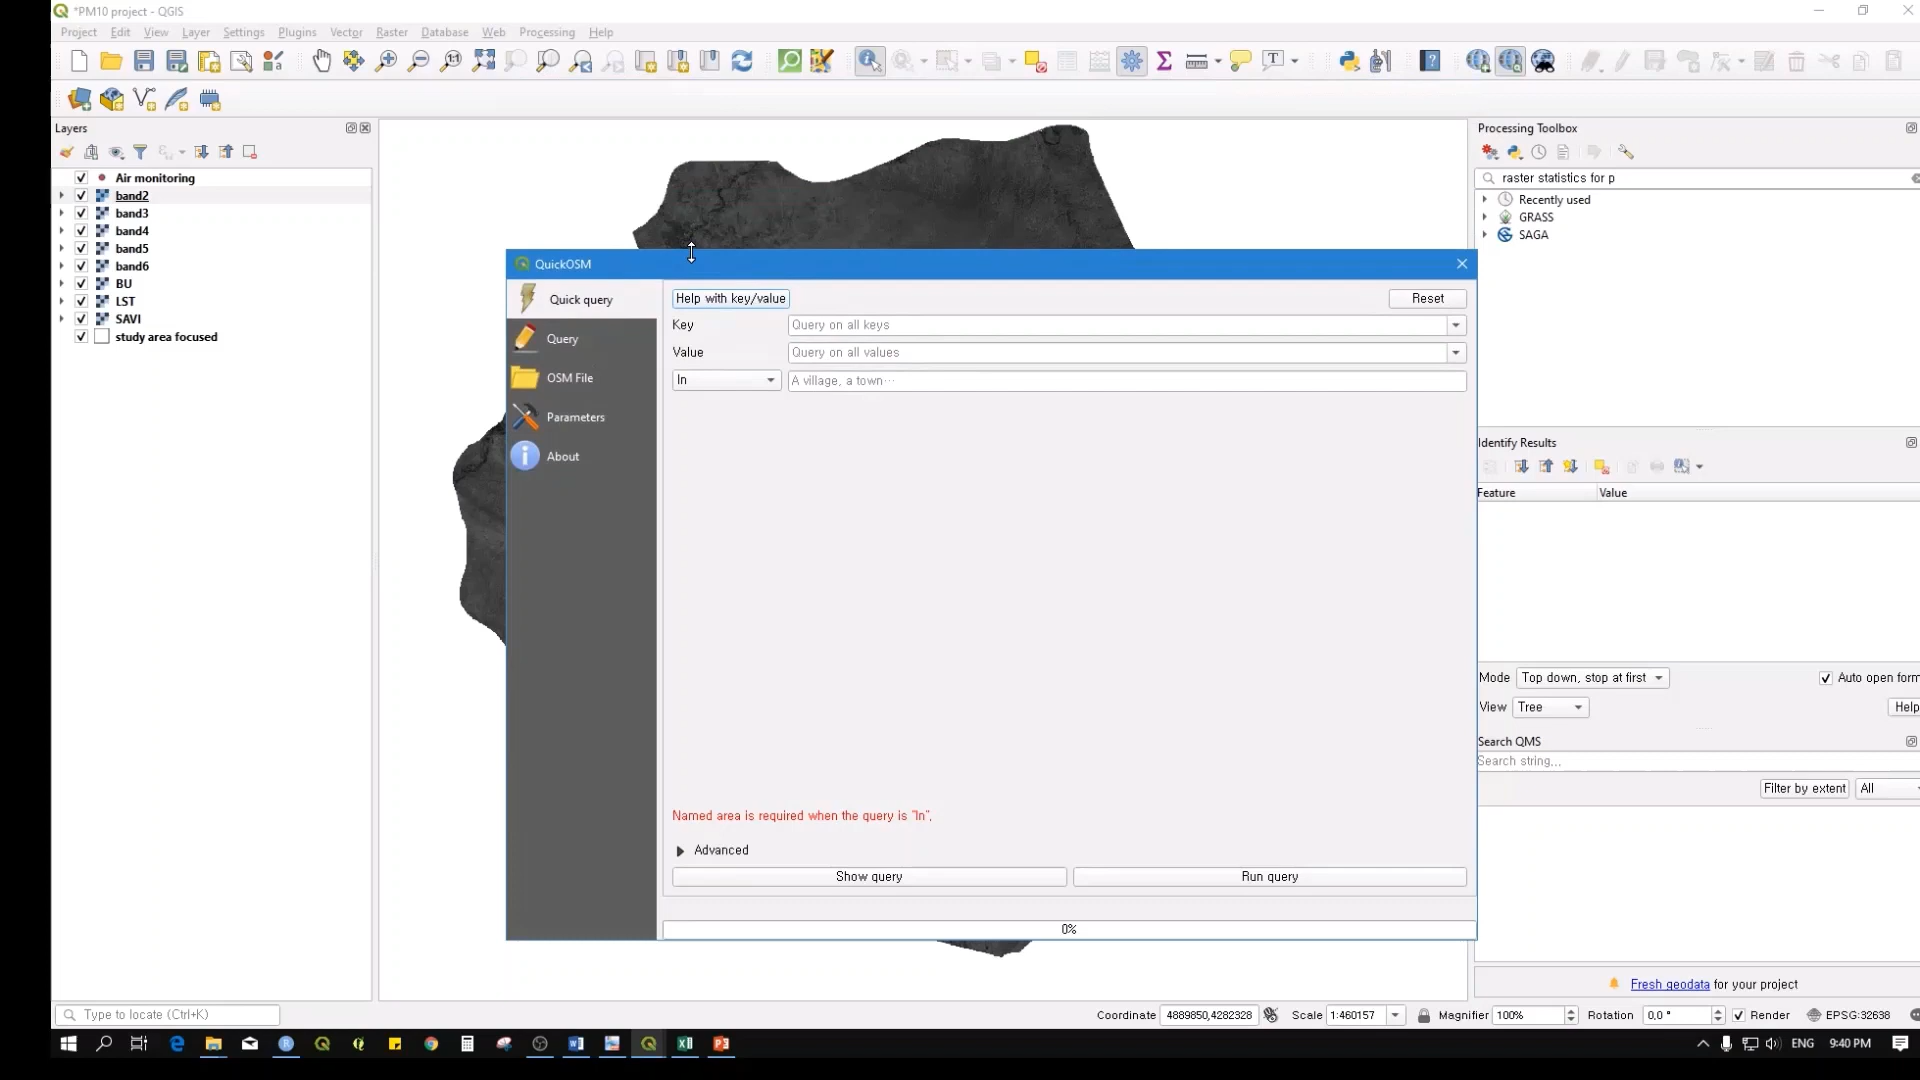 *PM10 project - QGIS
Project Edit View Layer Settings Plugins Vector Raster Database Web Processing Help
Layers
Air monitoring
band2
band3
band4
band5
band6
BU
LST
SAVI
study area focused
QuickOSM
Quick query
Query
OSM File
Parameters
About
Help with key/value
Reset
Key
Query on all keys
Value
Query on all values
In
A village, a town…
Named area is required when the query is "In",
Advanced
Show query
Run query
0%
Processing Toolbox
raster statistics for p
Recently used
GRASS
SAGA
Identify Results
Feature Value
Mode Top down, stop at first Auto open form
View Tree Help
Search QMS
Search string...
Filter by extent All
Fresh geodata for your project
Type to locate (Ctrl+K)
Coordinate 4889850,4282328 Scale 1:460157 Magnifier 100% Rotation 0,0 ° Render EPSG:32638
ENG 9:40 PM